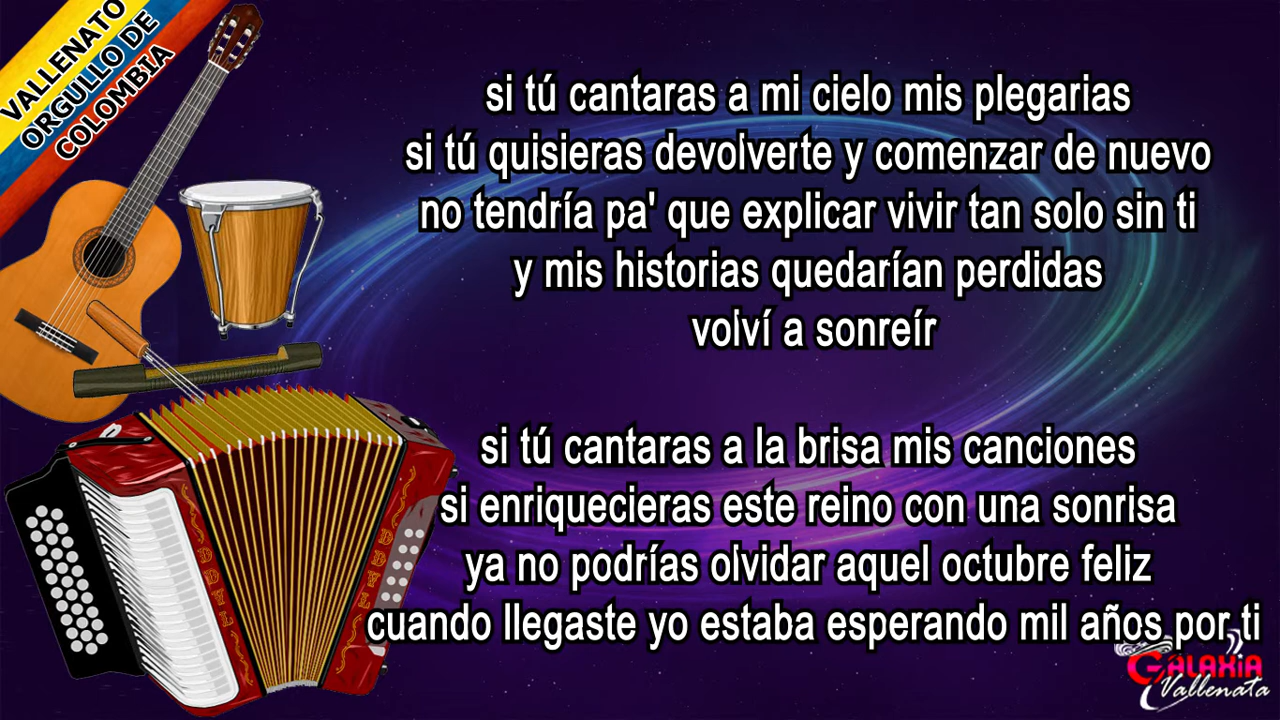 VALLENATO
ORGULLO DE
COLOMBIA
si tú cantaras a mi cielo mis plegarias
si tú quisieras devolverte y comenzar de nuevo
no tendría pa' que explicar vivir tan solo sin ti
y mis historias quedarían perdidas
volví a sonreír
si tú cantaras a la brisa mis canciones
si enriquecieras este reino con una sonrisa
ya no podrías olvidar aquel octubre feliz
cuando llegaste yo estaba esperando mil años por ti
GALAXIA
Vallenata